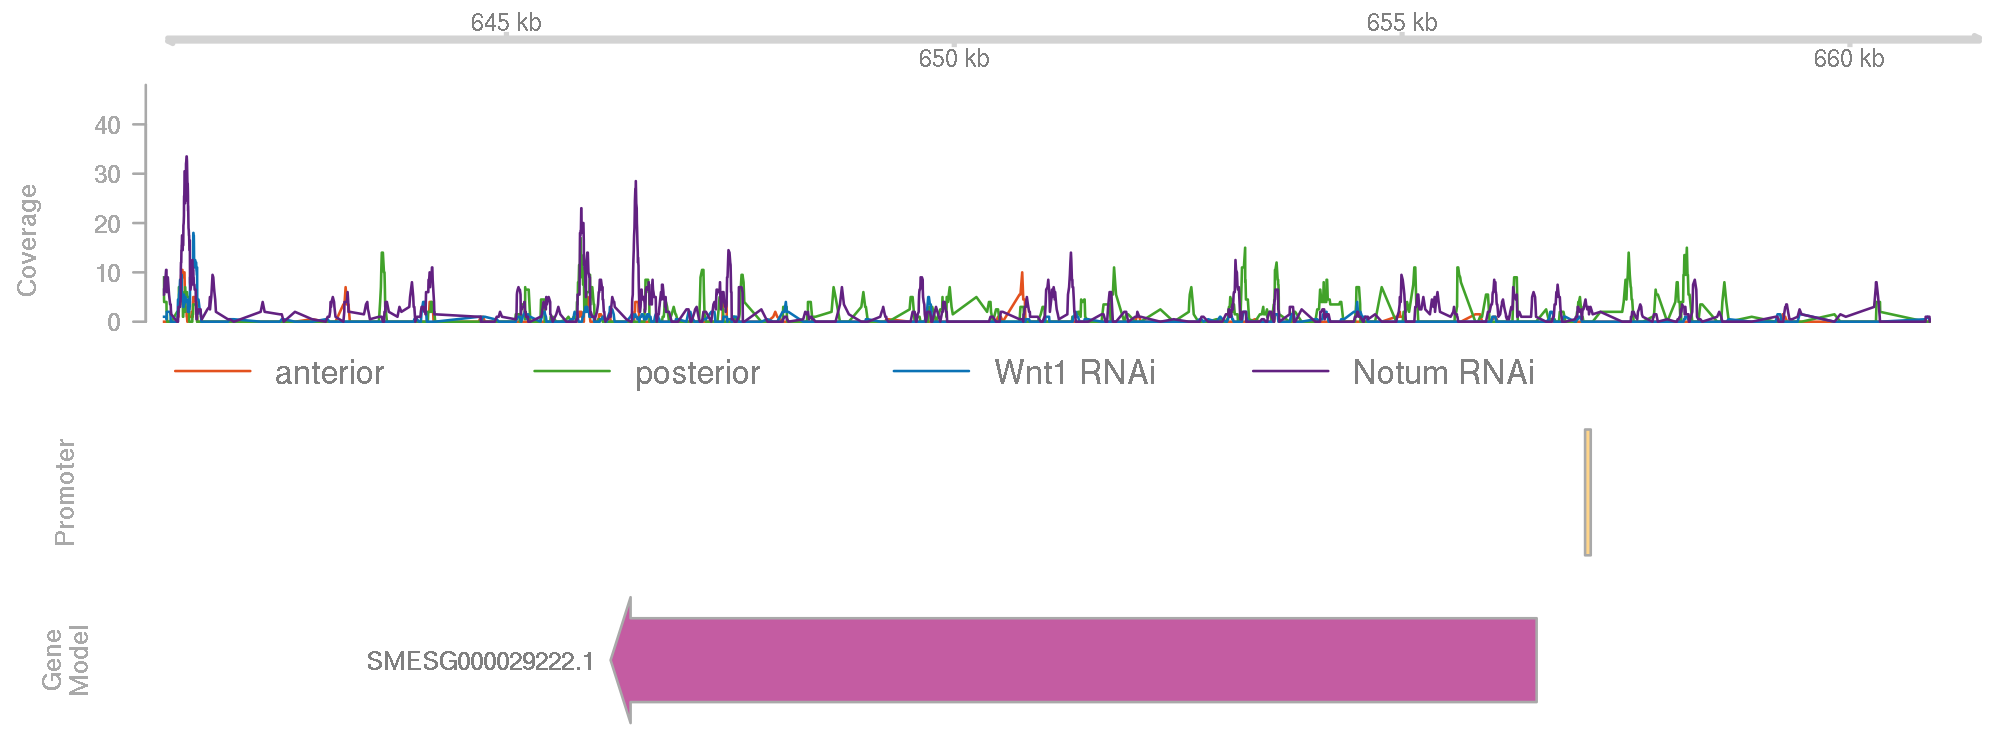 645 kb
655 kb
650 kb
660 kb
Coverage
40
30
20
10
0
anterior
posterior
Wnt1 RNAi
Notum RNAi
Promoter
Gene
Model
SMESG000029222.1